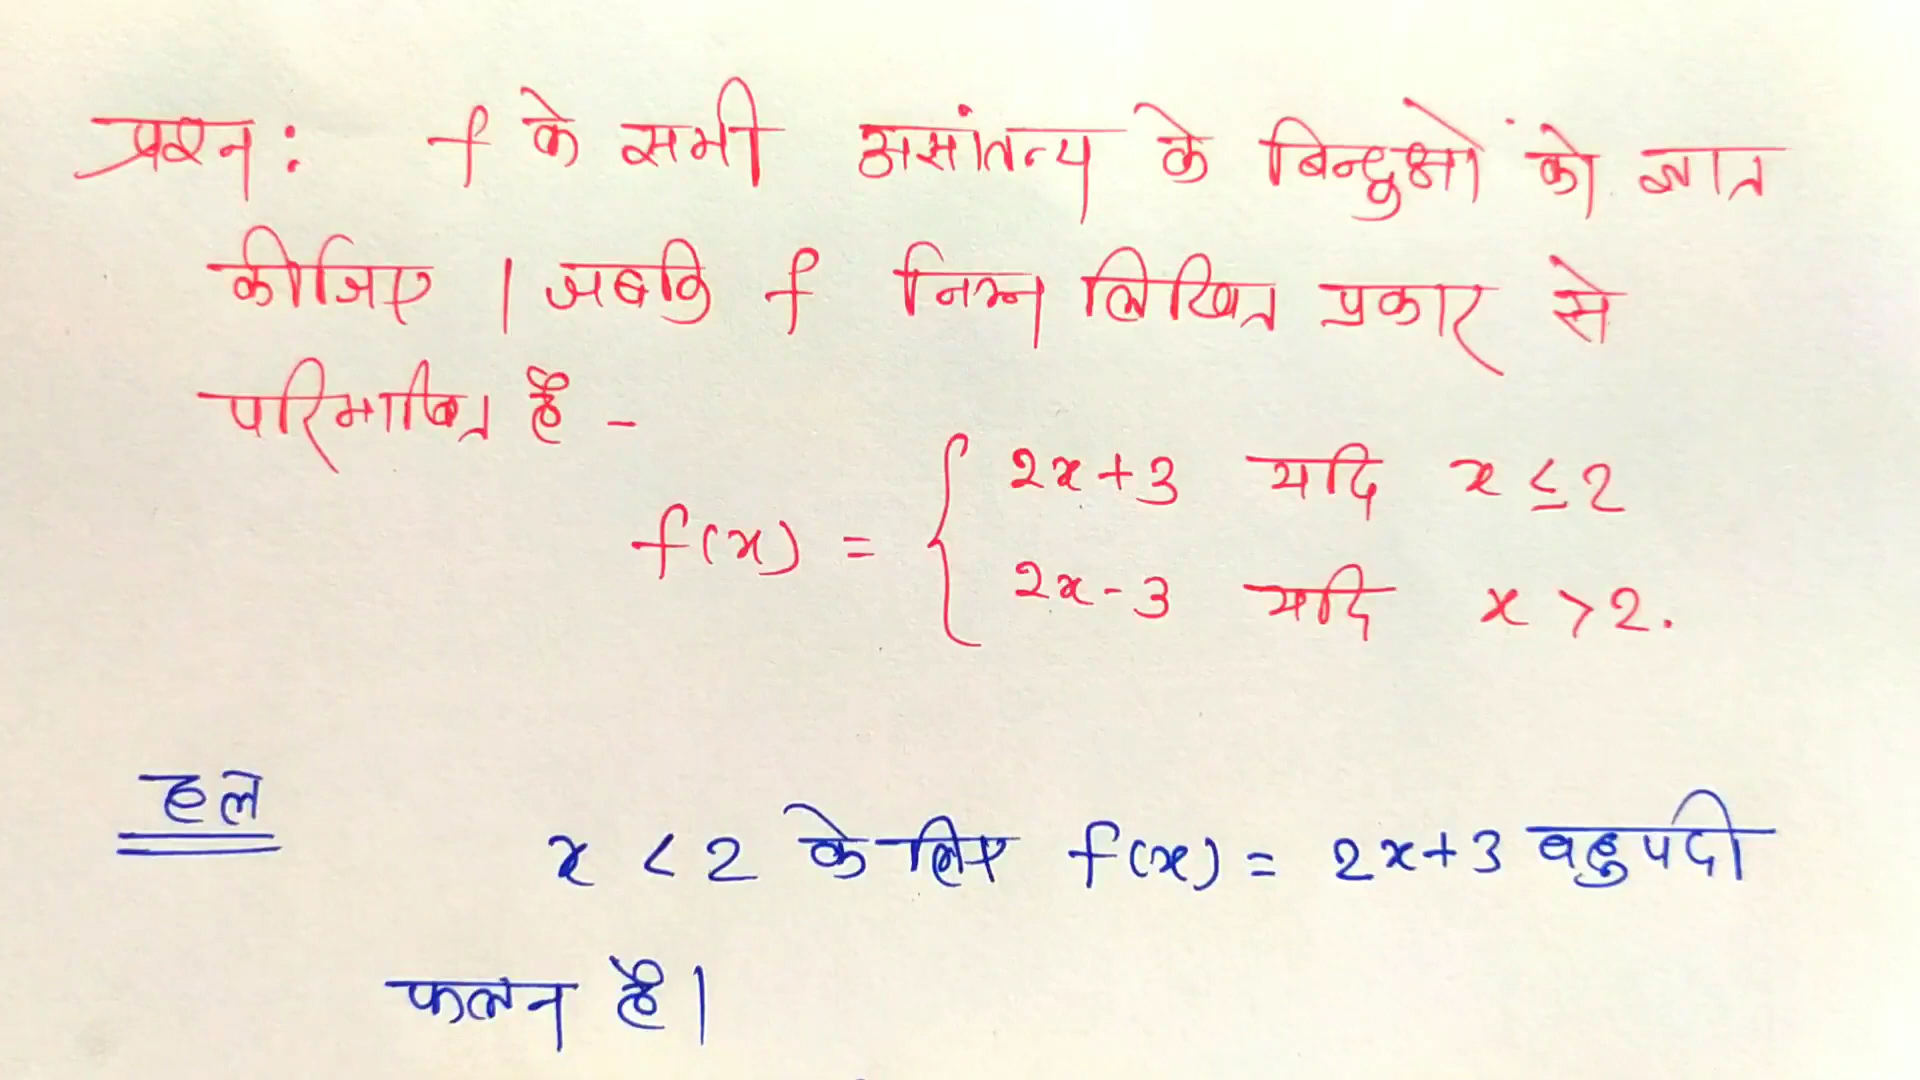 प्रश्न: f के सभी असांतन्य के बिन्दुओं को ज्ञात
कीजिए । जबकि f निम्न लिखित प्रकार से
परिभाषित है -
f(x) = { 2x+3 यदि x ≤ 2
2x-3 यदि x > 2.
हल
x < 2 के लिए f(x) = 2x+3 बहुपदी
फलन है।